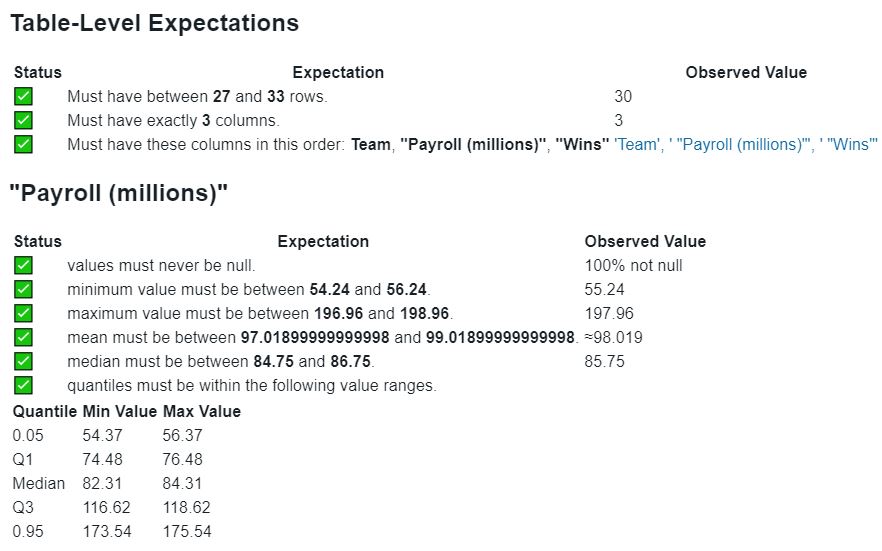 Table-Level Expectations
Status Expectation Observed Value
Must have between 27 and 33 rows. 30
Must have exactly 3 columns. 3
Must have these columns in this order: Team, "Payroll (millions)", "Wins" 'Team', ' "Payroll (millions)"', ' "Wins"'
"Payroll (millions)"
Status Expectation Observed Value
values must never be null. 100% not null
minimum value must be between 54.24 and 56.24. 55.24
maximum value must be between 196.96 and 198.96. 197.96
mean must be between 97.01899999999998 and 99.01899999999998. ≈98.019
median must be between 84.75 and 86.75. 85.75
quantiles must be within the following value ranges.
Quantile Min Value Max Value
0.05 54.37 56.37
Q1 74.48 76.48
Median 82.31 84.31
Q3 116.62 118.62
0.95 173.54 175.54